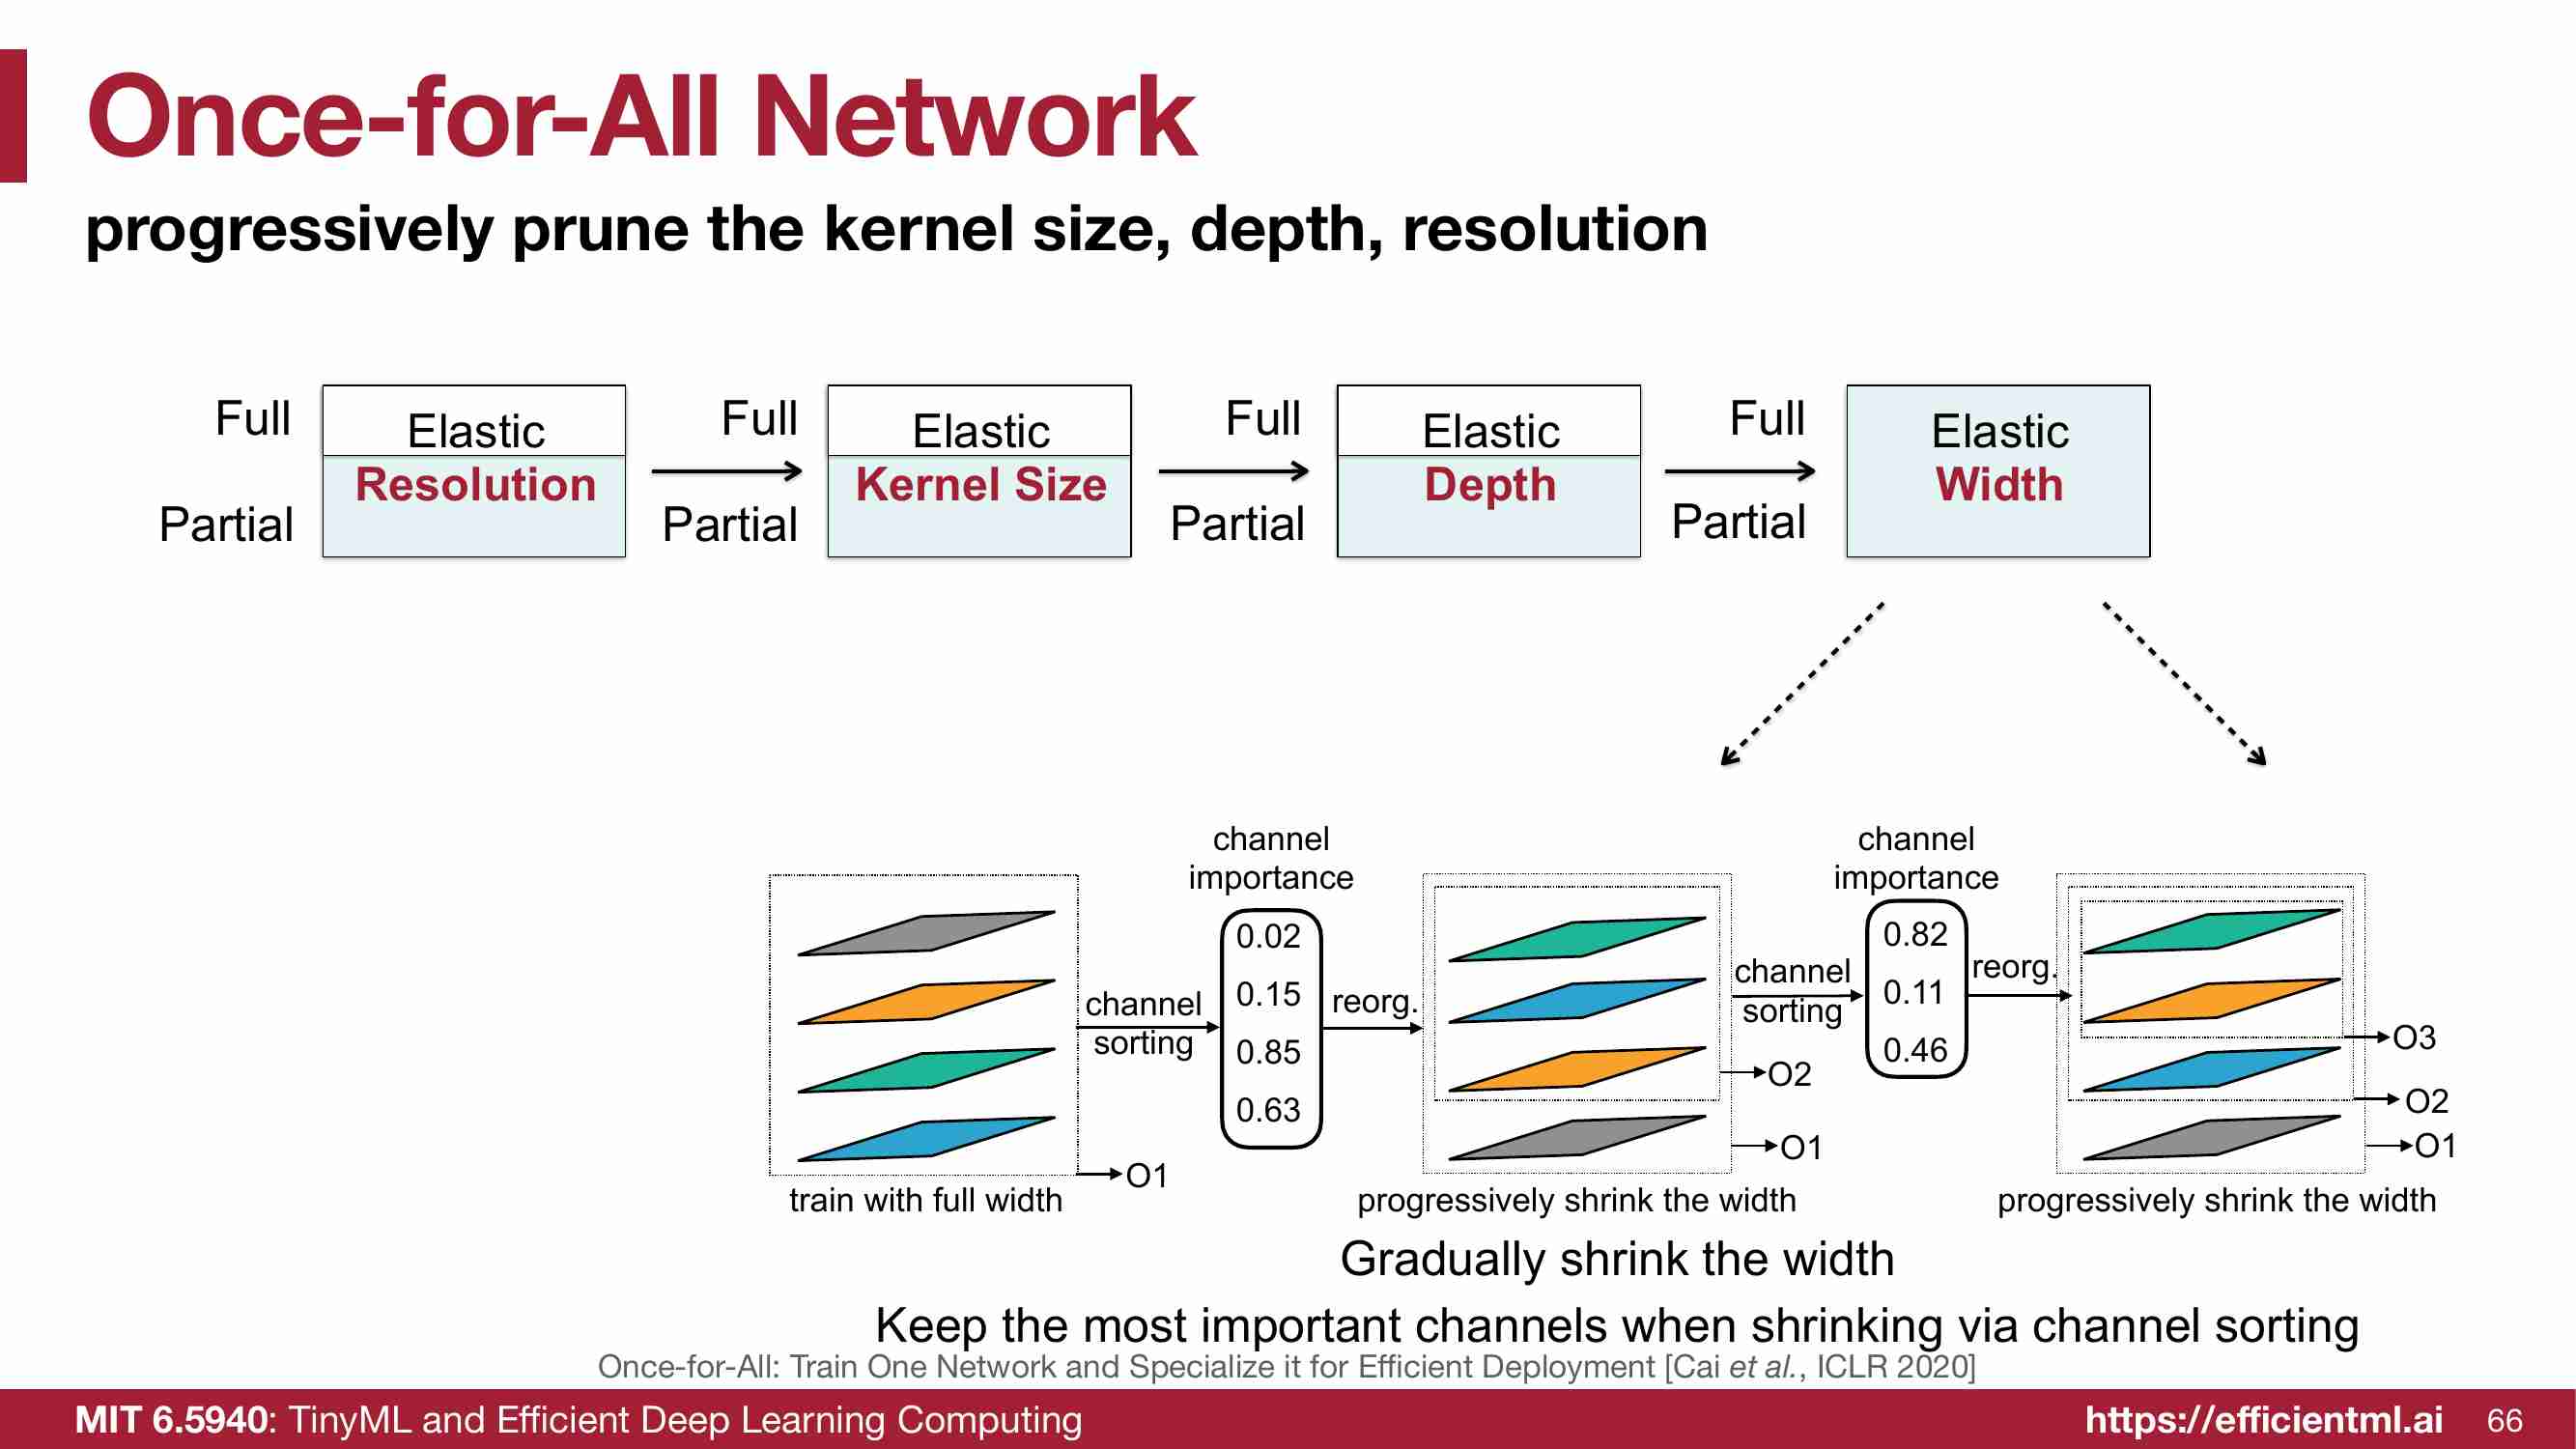 Once-for-All Network
progressively prune the kernel size, depth, resolution
Full
Partial
Elastic
Resolution
Full
Partial
Elastic
Kernel Size
Full
Partial
Elastic
Depth
Full
Partial
Elastic
Width
O1
train with full width
channel
sorting
channel
importance
0.02
0.15
0.85
0.63
reorg.
O2
O1
progressively shrink the width
channel
sorting
channel
importance
0.82
0.11
0.46
reorg.
O3
O2
O1
progressively shrink the width
Gradually shrink the width
Keep the most important channels when shrinking via channel sorting
Once-for-All: Train One Network and Specialize it for Efficient Deployment [Cai et al., ICLR 2020]
MIT 6.5940: TinyML and Efficient Deep Learning Computing
https://efficientml.ai
66